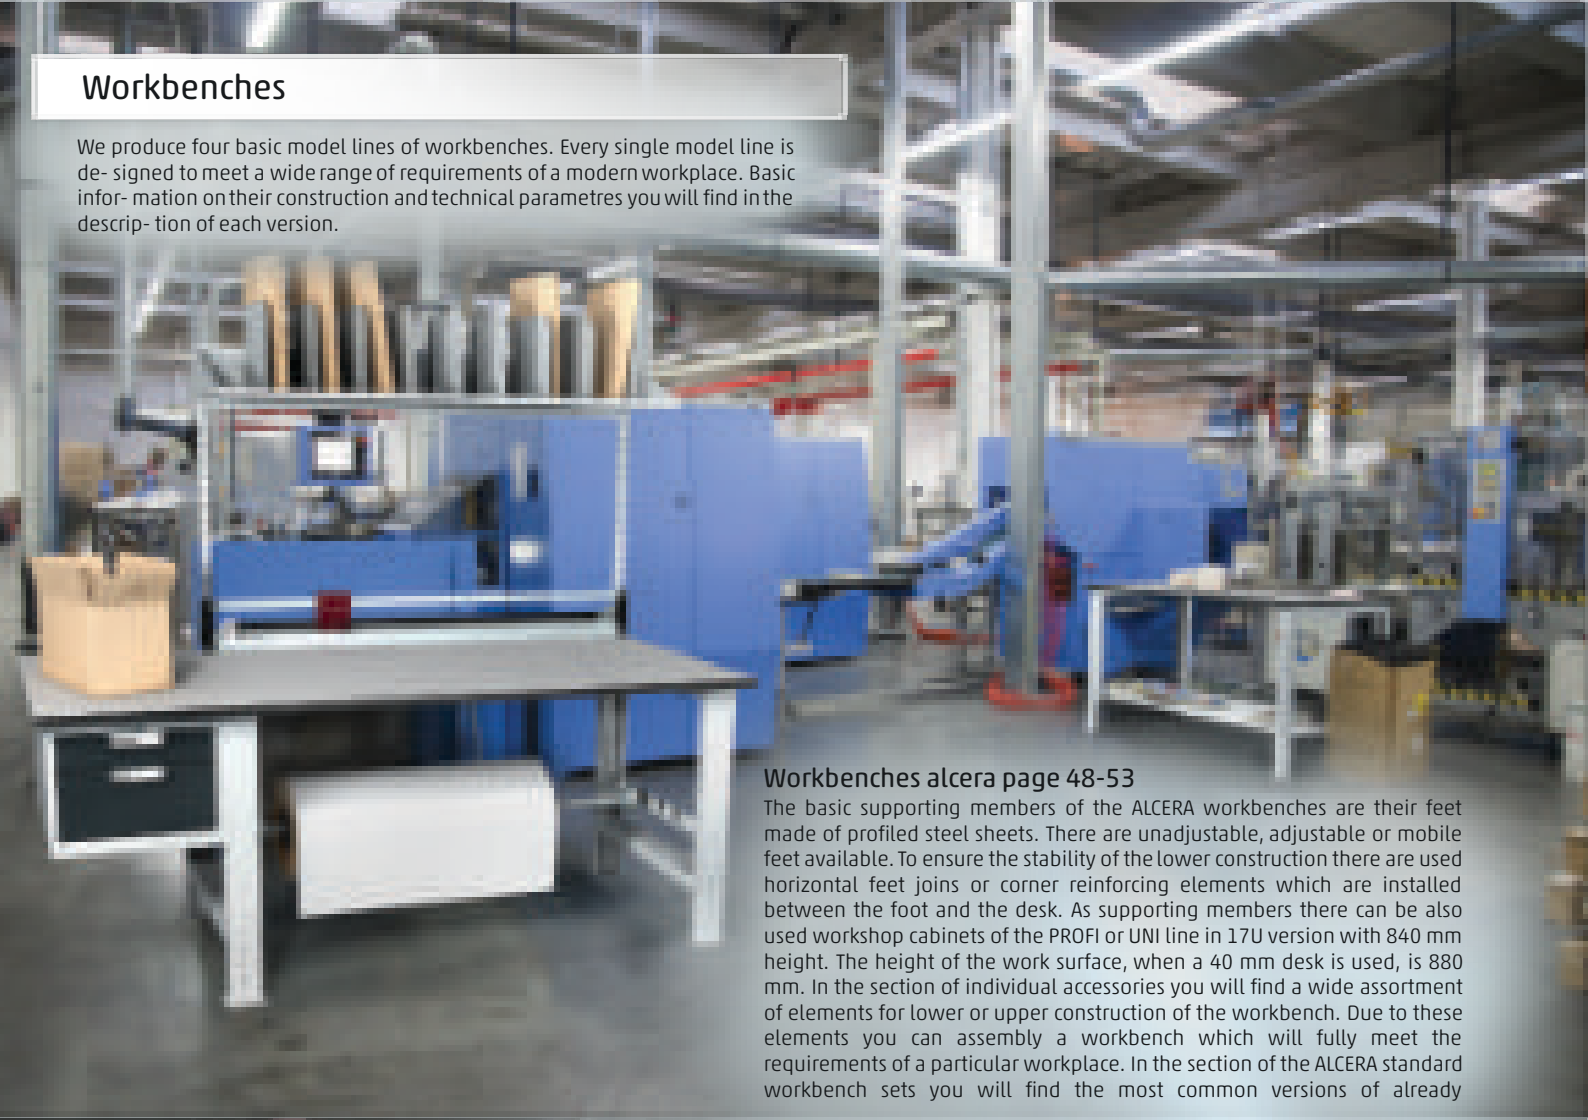 Workbenches
We produce four basic model lines of workbenches. Every single model line is
de- signed to meet a wide range of requirements of a modern workplace. Basic
infor- mation on their construction and technical parametres you will find in the
descrip- tion of each version.
Workbenches alcera page 48-53
The basic supporting members of the ALCERA workbenches are their feet
made of profiled steel sheets. There are unadjustable, adjustable or mobile
feet available. To ensure the stability of the lower construction there are used
horizontal feet joins or corner reinforcing elements which are installed
between the foot and the desk. As supporting members there can be also
used workshop cabinets of the PROFI or UNI line in 17U version with 840 mm
height. The height of the work surface, when a 40 mm desk is used, is 880
mm. In the section of individual accessories you will find a wide assortment
of elements for lower or upper construction of the workbench. Due to these
elements you can assembly a workbench which will fully meet the
requirements of a particular workplace. In the section of the ALCERA standard
workbench sets you will find the most common versions of already